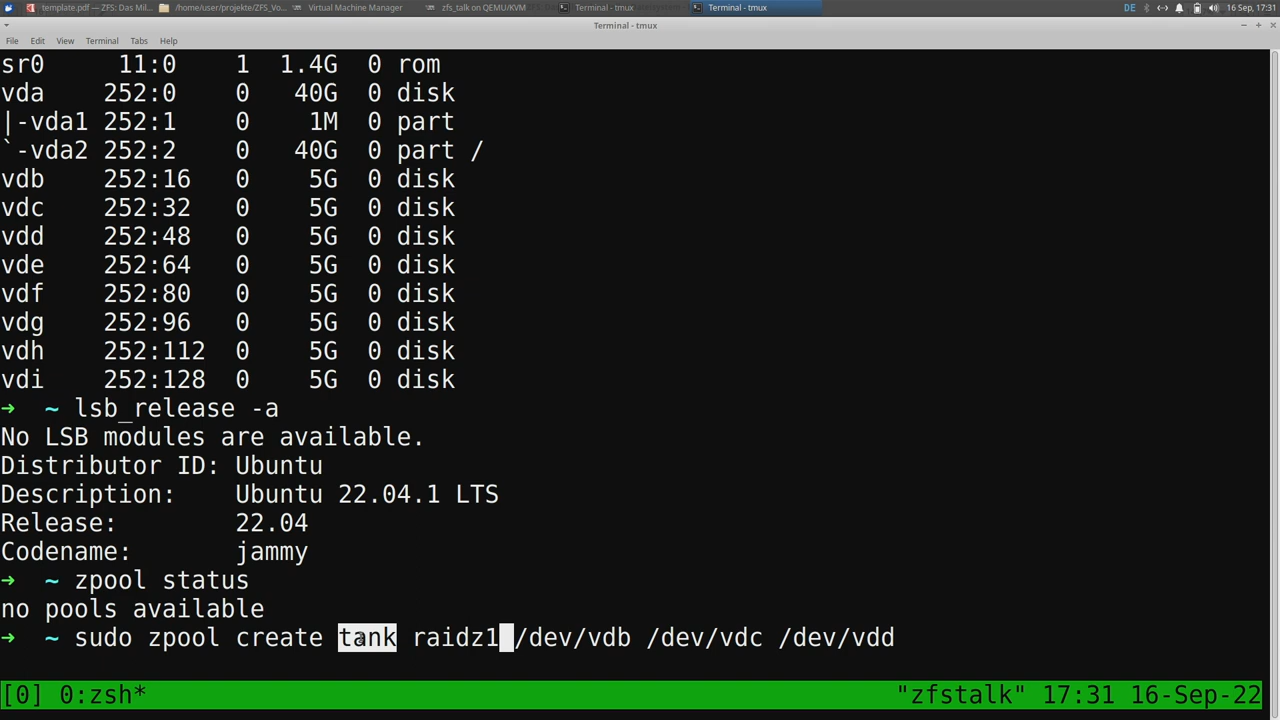 template.pdf — ZFS: Das Mil... /home/user/projekte/ZFS_Vo... Virtual Machine Manager zfs_talk on QEMU/KVM Terminal - tmux Terminal - tmux DE 16 Sep, 17:31
Terminal - tmux
File Edit View Terminal Tabs Help
sr0 11:0 1 1.4G 0 rom
vda 252:0 0 40G 0 disk
|-vda1 252:1 0 1M 0 part
`-vda2 252:2 0 40G 0 part /
vdb 252:16 0 5G 0 disk
vdc 252:32 0 5G 0 disk
vdd 252:48 0 5G 0 disk
vde 252:64 0 5G 0 disk
vdf 252:80 0 5G 0 disk
vdg 252:96 0 5G 0 disk
vdh 252:112 0 5G 0 disk
vdi 252:128 0 5G 0 disk
➜ ~ lsb_release -a
No LSB modules are available.
Distributor ID: Ubuntu
Description: Ubuntu 22.04.1 LTS
Release: 22.04
Codename: jammy
➜ ~ zpool status
no pools available
➜ ~ sudo zpool create tank raidz1 /dev/vdb /dev/vdc /dev/vdd
[0] 0:zsh* "zfstalk" 17:31 16-Sep-22